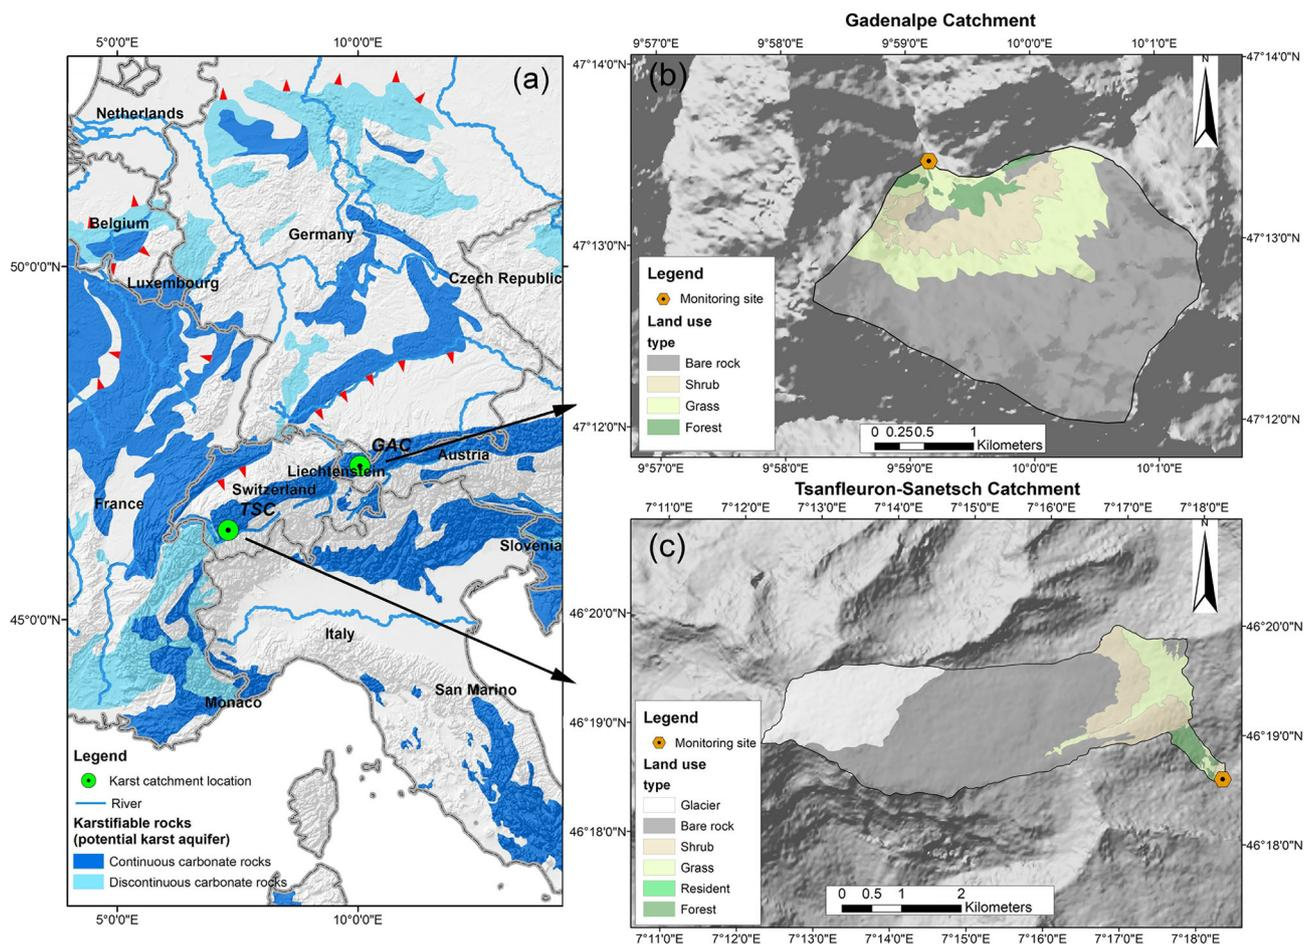 Gadenalpe Catchment
5°0'0"E 10°0'0"E
(a)
Netherlands
Belgium
Germany
50°0'0"N
Luxembourg
Czech Republic
GAC
Liechtenstein
Austria
Switzerland
France
TSC
Slovenia
45°0'0"N
Italy
San Marino
Monaco
Legend
Karst catchment location
River
Karstifiable rocks
(potential karst aquifer)
Continuous carbonate rocks
Discontinuous carbonate rocks
5°0'0"E 10°0'0"E
9°57'0"E 9°58'0"E 9°59'0"E 10°0'0"E 10°1'0"E
(b)
N
47°14'0"N 47°14'0"N
47°13'0"N 47°13'0"N
47°12'0"N 47°12'0"N
Legend
Monitoring site
Land use
type
Bare rock
Shrub
Grass
Forest
0 0.25 0.5 1
Kilometers
9°57'0"E 9°58'0"E 9°59'0"E 10°0'0"E 10°1'0"E
Tsanfleuron-Sanetsch Catchment
7°11'0"E 7°12'0"E 7°13'0"E 7°14'0"E 7°15'0"E 7°16'0"E 7°17'0"E 7°18'0"E
(c)
N
46°20'0"N 46°20'0"N
46°19'0"N 46°19'0"N
46°18'0"N 46°18'0"N
Legend
Monitoring site
Land use
type
Glacier
Bare rock
Shrub
Grass
Resident
Forest
0 0.5 1 2
Kilometers
7°11'0"E 7°12'0"E 7°13'0"E 7°14'0"E 7°15'0"E 7°16'0"E 7°17'0"E 7°18'0"E